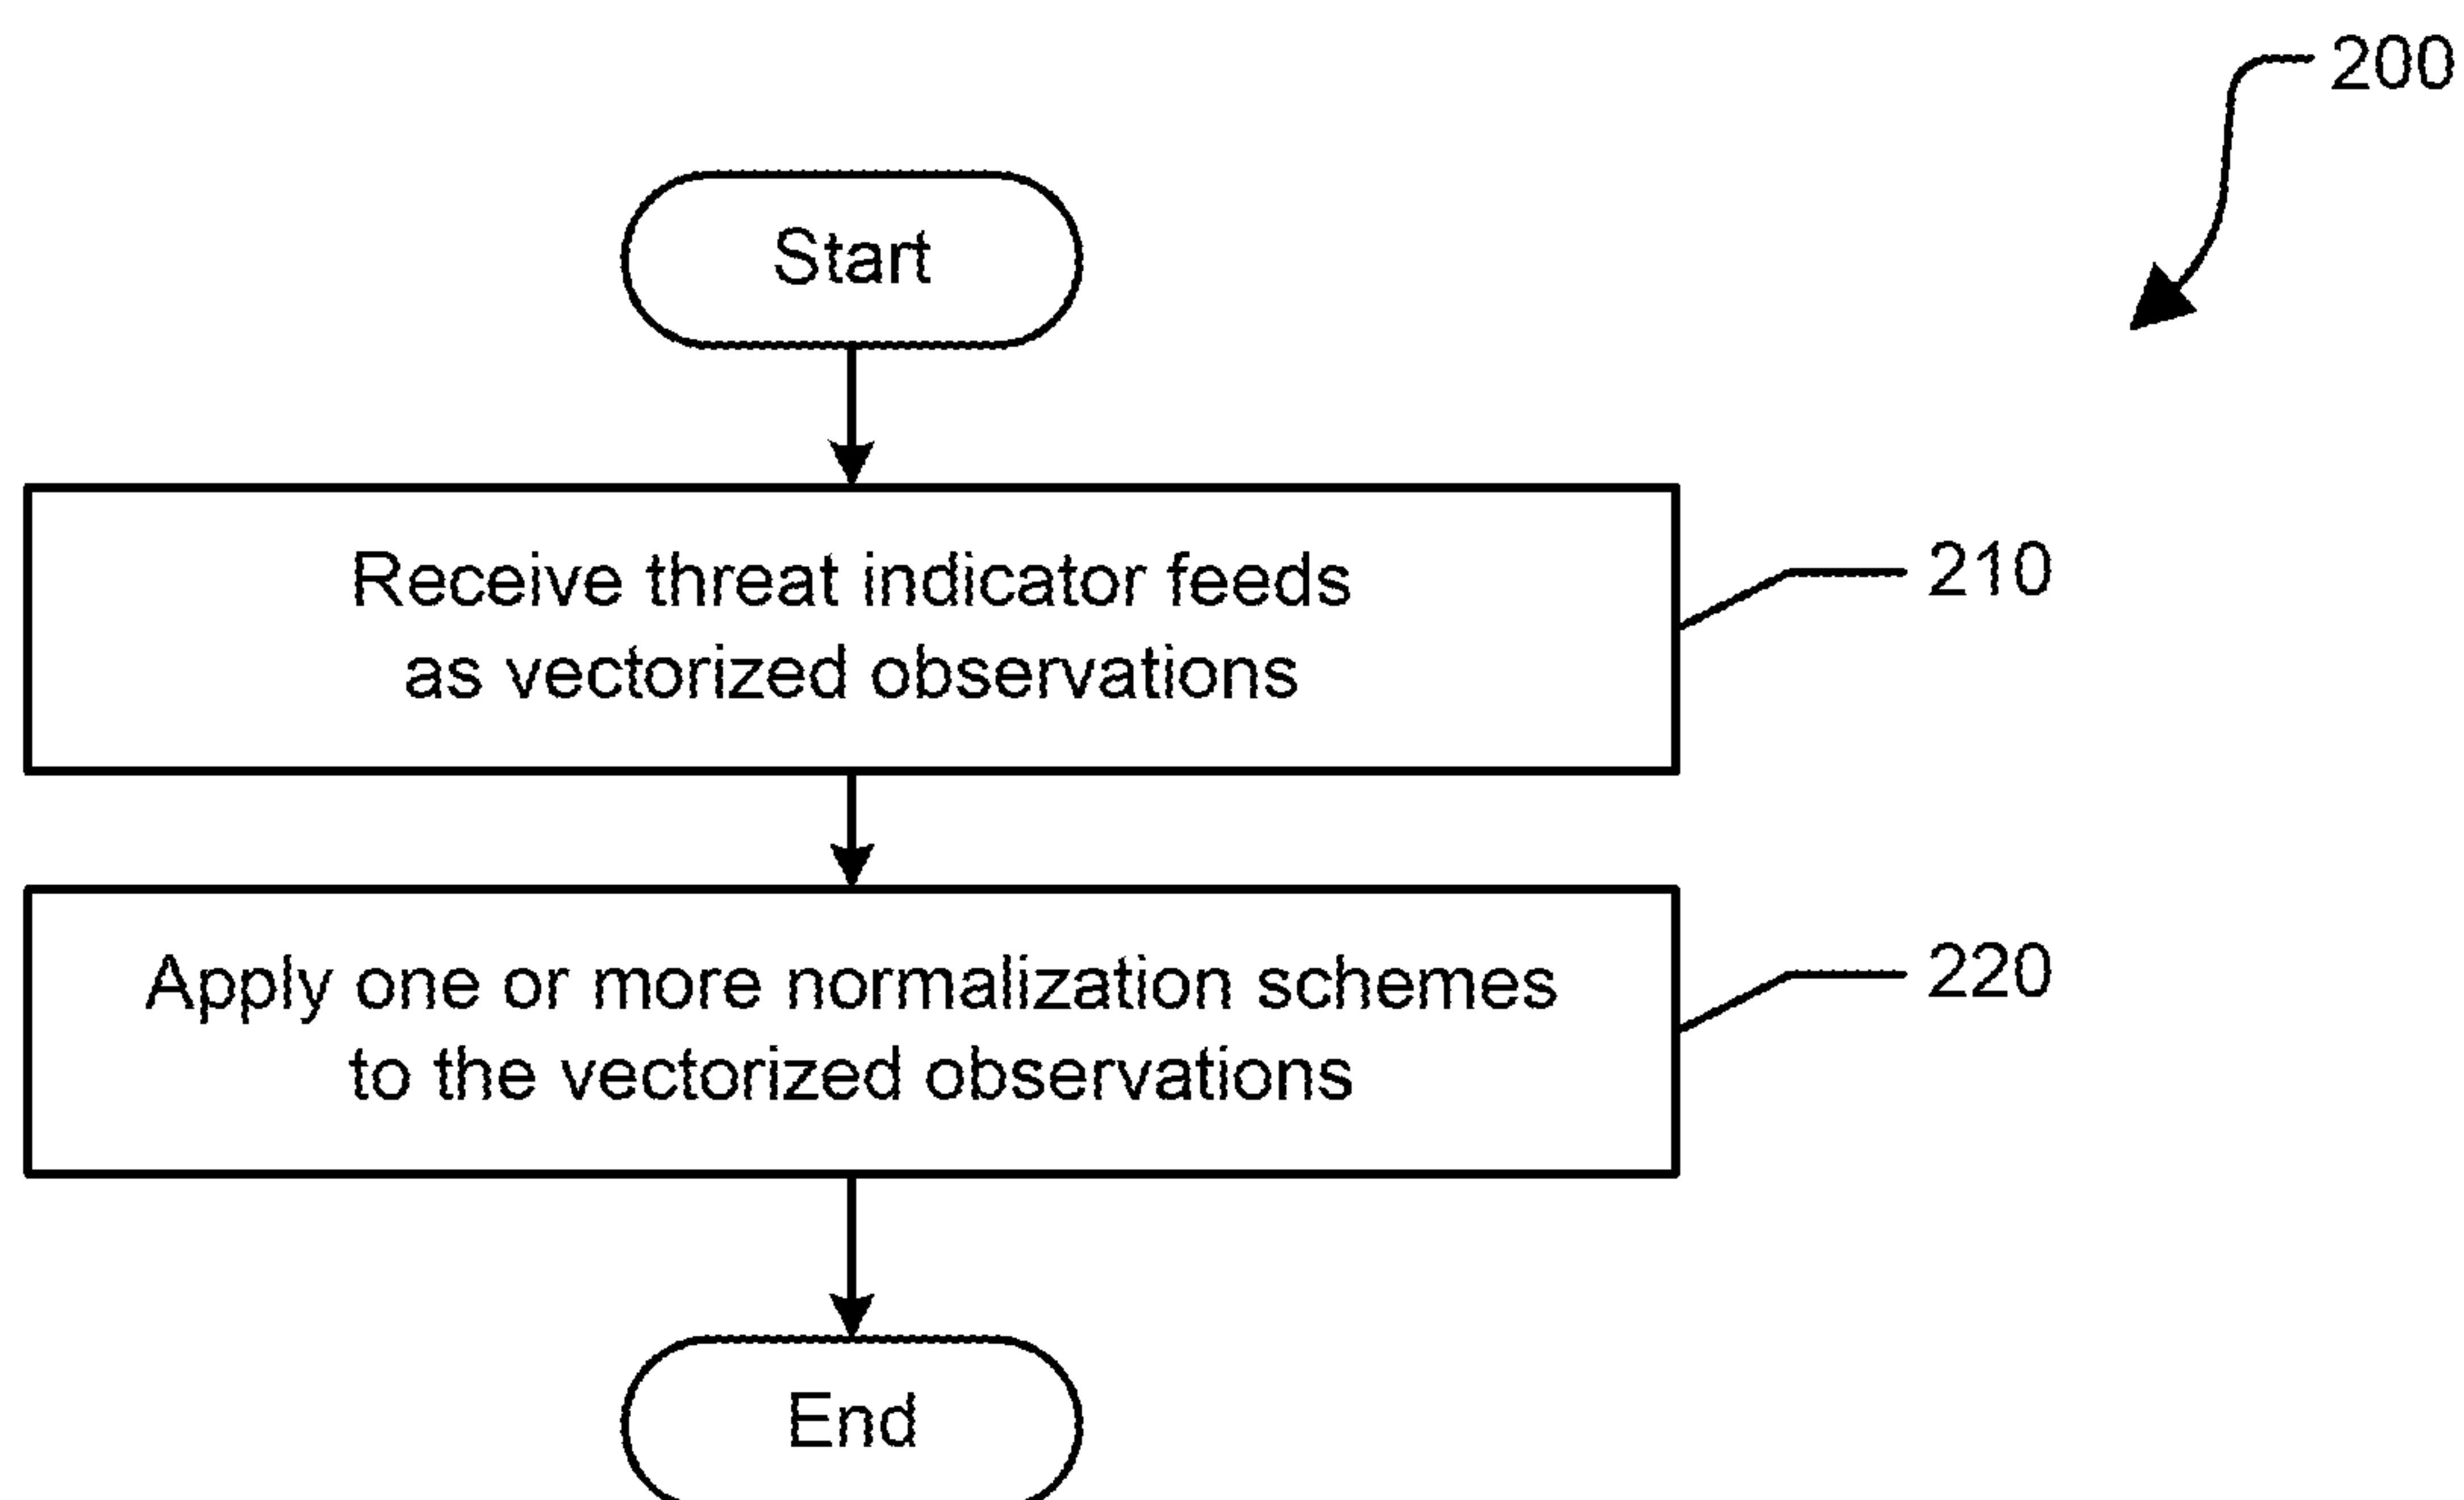 200
Start
Receive threat indicator feeds
as vectorized observations
210
Apply one or more normalization schemes
to the vectorized observations
220
End